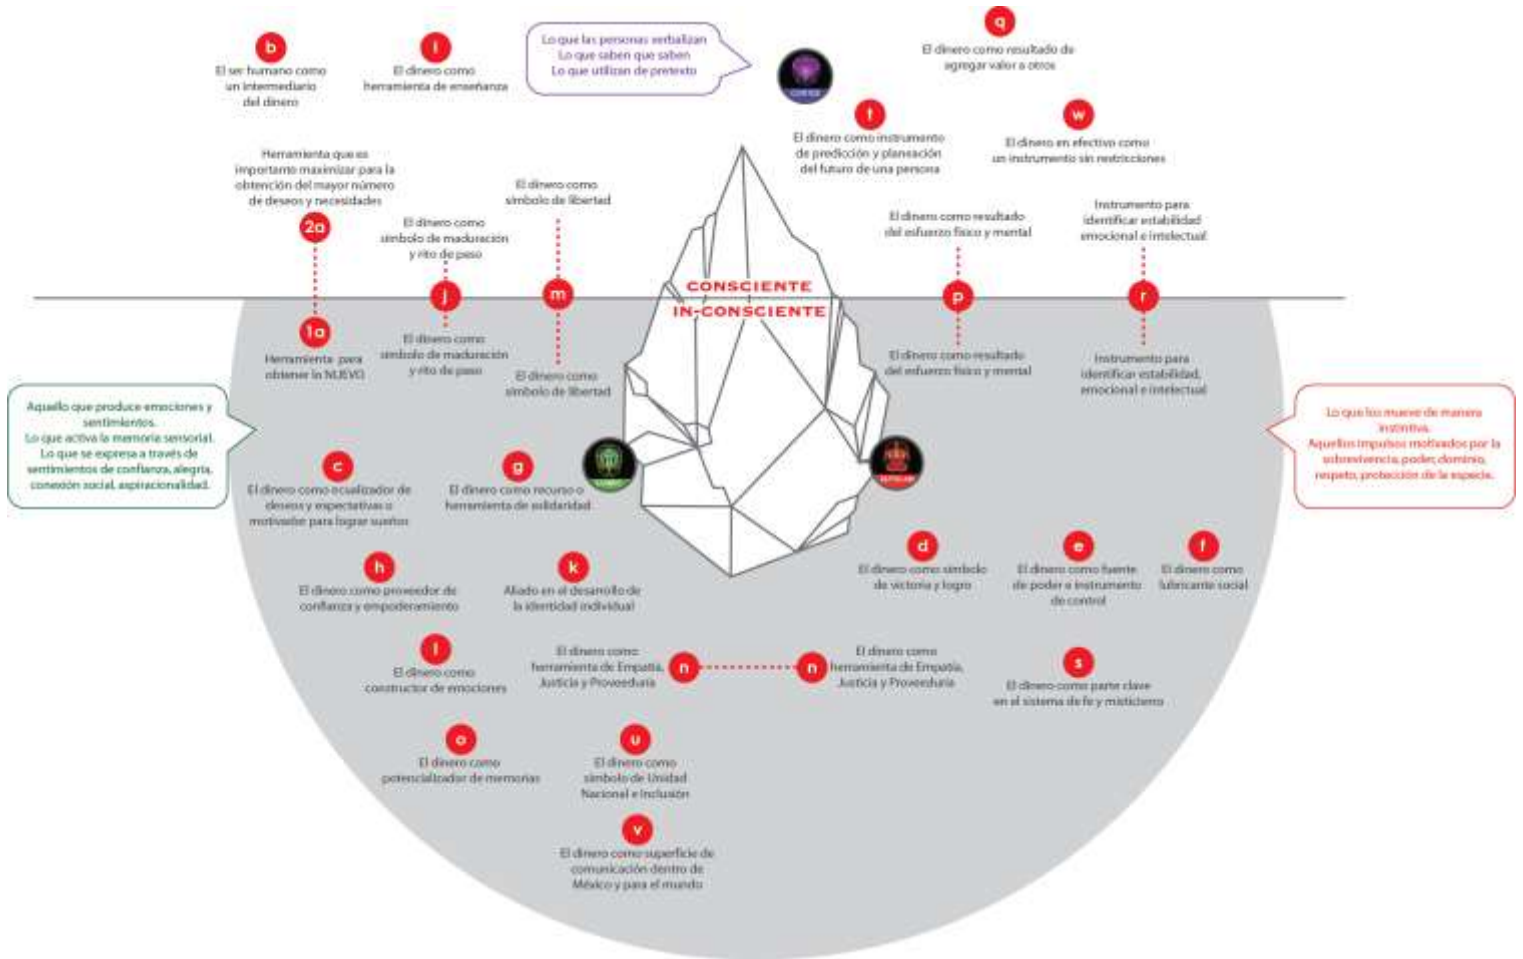 b
El ser humano como
un intermediario
del dinero
i
El dinero como
herramienta de enseñanza
Lo que las personas verbalizan
Lo que saben que saben
Lo que utilizan de pretexto
CORTEX
q
El dinero como resultado de
agregar valor a otros
t
El dinero como instrumento
de predicción y planeación
del futuro de una persona
w
El dinero en efectivo como
un instrumento sin restricciones
Herramienta que es
importante maximizar para la
obtención del mayor número
de deseos y necesidades
2a
El dinero como
símbolo de maduración
y rito de paso
El dinero como
símbolo de libertad
El dinero como resultado
del esfuerzo físico y mental
Instrumento para
identificar estabilidad
emocional e intelectual
j
m
CONSCIENTE
p
r
IN-CONSCIENTE
1a
Herramienta para
obtener lo NUEVO
El dinero como
símbolo de maduración
y rito de paso
El dinero como
símbolo de libertad
El dinero como resultado
del esfuerzo físico y mental
Instrumento para
identificar estabilidad,
emocional e intelectual
Aquello que produce emociones y
sentimientos.
Lo que activa la memoria sensorial.
Lo que se expresa a través de
sentimientos de confianza, alegría,
conexión social, aspiracionalidad.
Lo que los mueve de manera
instintiva.
Aquellos impulsos motivados por la
sobrevivencia, poder, dominio,
respeto, protección de la especie.
c
El dinero como ecualizador de
deseos y expectativas o
motivador para lograr sueños
g
El dinero como recurso o
herramienta de solidaridad
LIMBIC
REPTILIAN
h
El dinero como proveedor de
confianza y empoderamiento
k
Aliado en el desarrollo de
la identidad individual
d
El dinero como símbolo
de victoria y logro
e
El dinero como fuente
de poder e instrumento
de control
f
El dinero como
lubricante social
l
El dinero como
constructor de emociones
El dinero como
herramienta de Empatía,
Justicia y Proveeduría
n
n
El dinero como
herramienta de Empatía,
Justicia y Proveeduría
s
El dinero como parte clave
en el sistema de fe y misticismo
o
El dinero como
potencializador de memorias
u
El dinero como
símbolo de Unidad
Nacional e Inclusión
v
El dinero como superficie de
comunicación dentro de
México y para el mundo